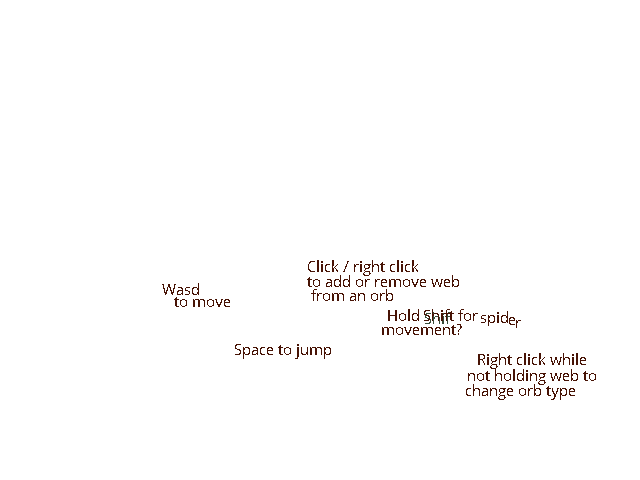 Click / right click
to add or remove web
from an orb
Wasd
to move
Hold Shift for spider
movement?
Space to jump
Right click while
not holding web to
change orb type